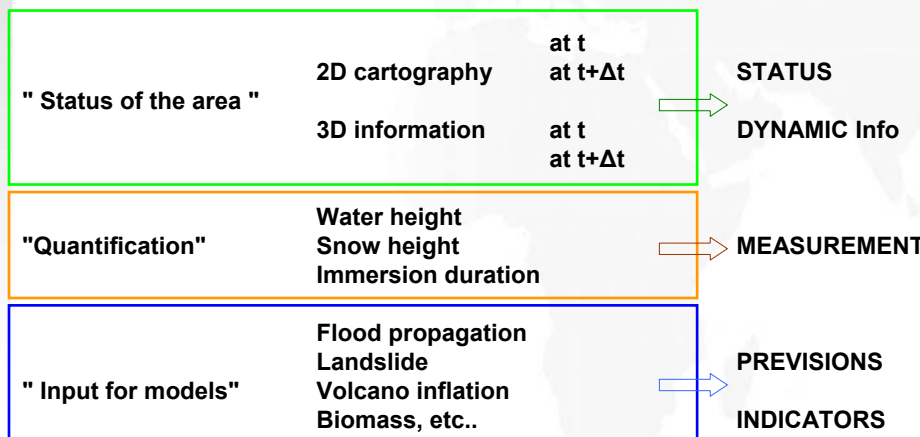 at t
2D cartography at t+Δt STATUS
" Status of the area "
3D information at t DYNAMIC Info
at t+Δt
Water height
"Quantification" Snow height MEASUREMENT
Immersion duration
Flood propagation
Landslide PREVISIONS
" Input for models" Volcano inflation
Biomass, etc.. INDICATORS